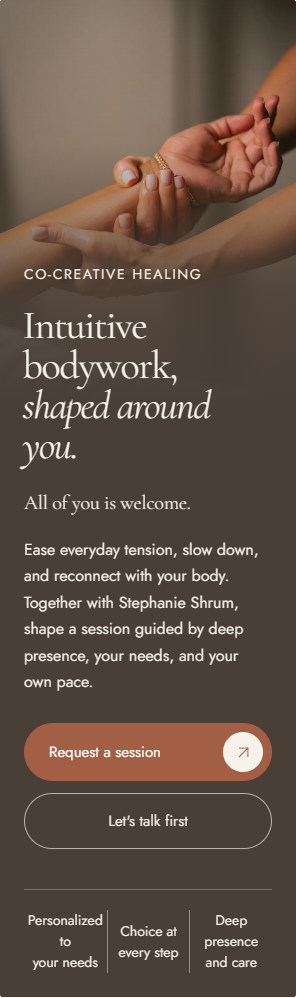 CO-CREATIVE HEALING
Intuitive
bodywork,
shaped around
you.
All of you is welcome.
Ease everyday tension, slow down,
and reconnect with your body.
Together with Stephanie Shrum,
shape a session guided by deep
presence, your needs, and your
own pace.
Request a session
Let's talk first
Personalized
to
your needs
Choice at
every step
Deep
presence
and care